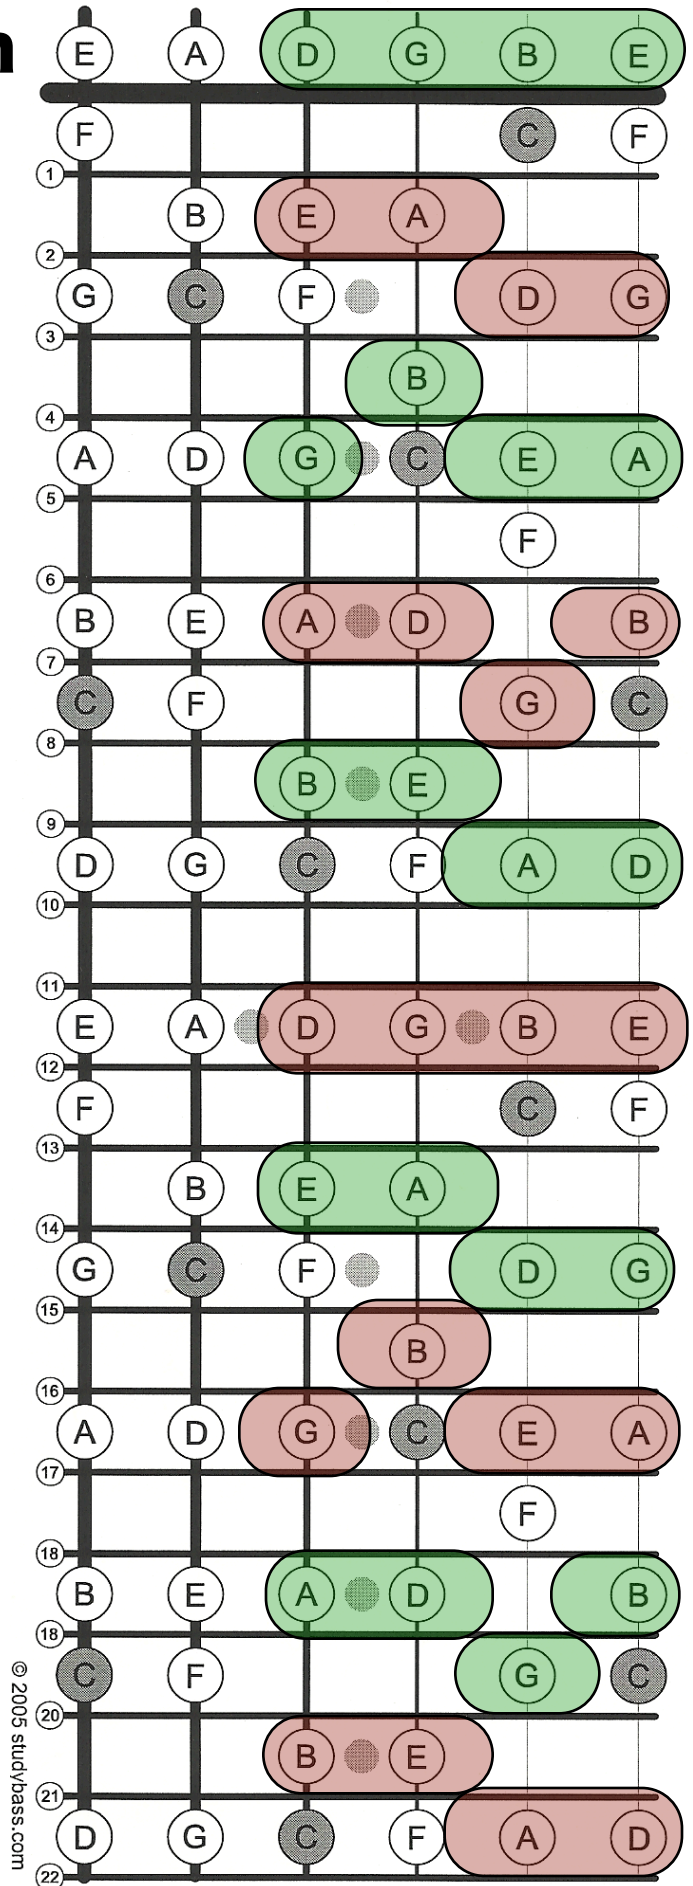 n
E A D G B E
F C F
1
B E A
2
G C F D G
3
B
4
A D G C E A
5
F
6
B E A D B
7
C F G C
8
B E
9
D G C F A D
10
11
E A D G B E
12
F C F
13
B E A
14
G C F D G
15
B
16
A D G C E A
17
F
18
B E A D B
18
C F G C
20
B E
21
D G C F A D
22
© 2005 studybass.com